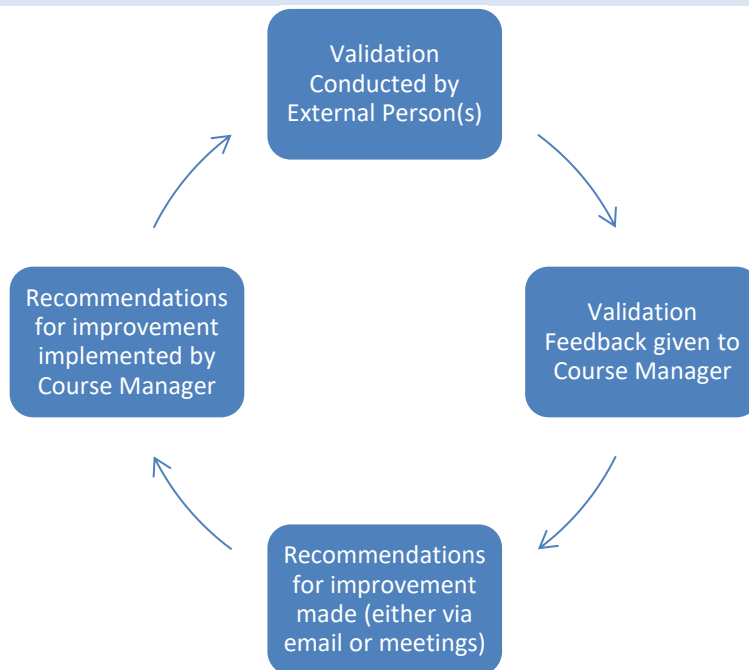 Validation
Conducted by
External Person(s)
Validation
Feedback given to
Course Manager
Recommendations
for improvement
made (either via
email or meetings)
Recommendations
for improvement
implemented by
Course Manager